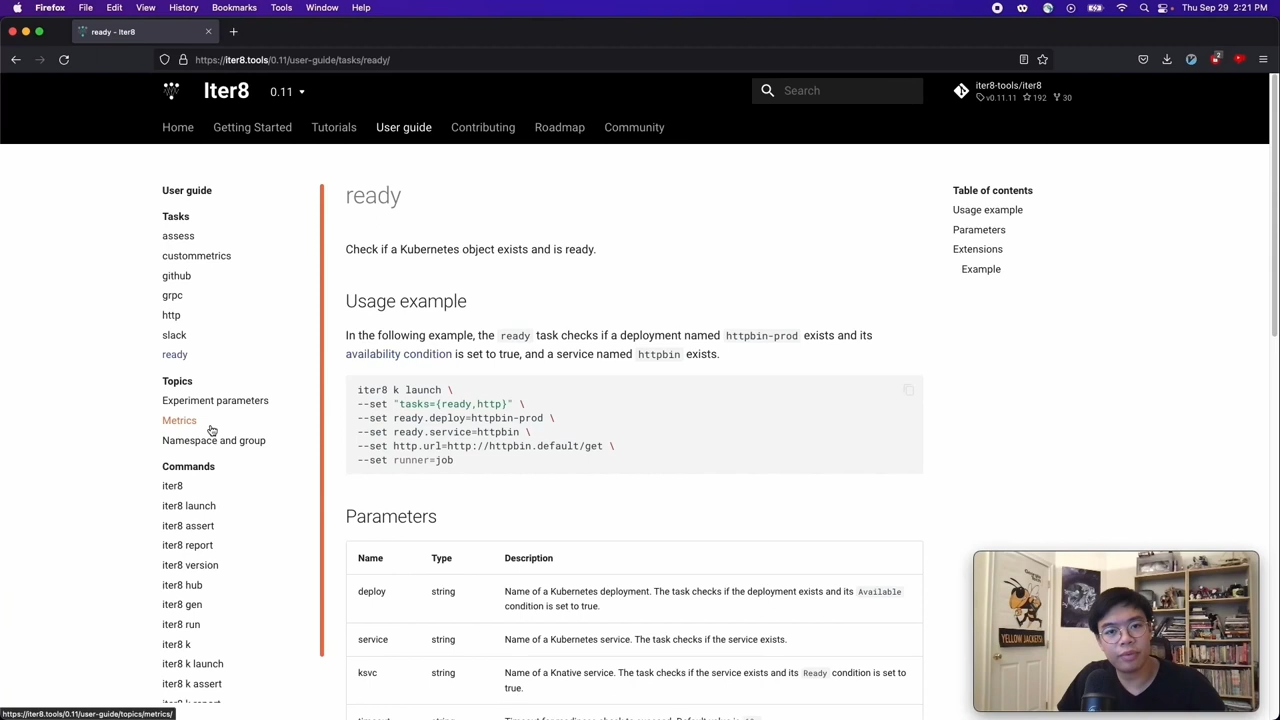 Firefox File Edit View History Bookmarks Tools Window Help
Thu Sep 29 2:21 PM
ready - Iter8
https://iter8.tools/0.11/user-guide/tasks/ready/
2
Iter8 0.11
Search
iter8-tools/iter8
v0.11.11 192 30
Home Getting Started Tutorials User guide Contributing Roadmap Community
User guide
Tasks
assess
custommetrics
github
grpc
http
slack
ready
Topics
Experiment parameters
Metrics
Namespace and group
Commands
iter8
iter8 launch
iter8 assert
iter8 report
iter8 version
iter8 hub
iter8 gen
iter8 run
iter8 k
iter8 k launch
iter8 k assert
iter8 k report
https://iter8.tools/0.11/user-guide/topics/metrics/
ready
Check if a Kubernetes object exists and is ready.
Usage example
In the following example, the ready task checks if a deployment named httpbin-prod exists and its
availability condition is set to true, and a service named httpbin exists.
iter8 k launch \
--set "tasks={ready,http}" \
--set ready.deploy=httpbin-prod \
--set ready.service=httpbin \
--set http.url=http://httpbin.default/get \
--set runner=job
Parameters
Name Type Description
deploy string Name of a Kubernetes deployment. The task checks if the deployment exists and its Available
condition is set to true.
service string Name of a Kubernetes service. The task checks if the service exists.
ksvc string Name of a Knative service. The task checks if the service exists and its Ready condition is set to
true.
Table of contents
Usage example
Parameters
Extensions
Example
YELLOW JACKETS!